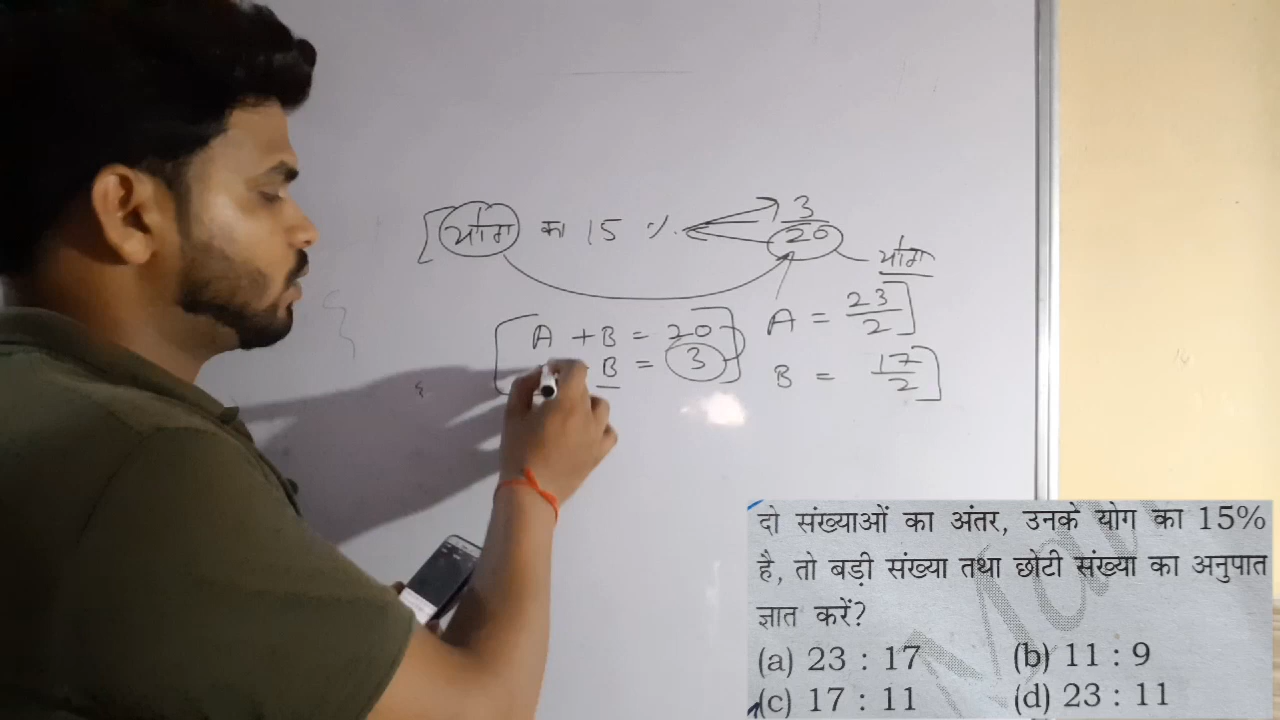 योग का 15 % 3/20
योग
A + B = 20
B = 3
A = 23/2
B = 17/2
दो संख्याओं का अंतर, उनके योग का 15%
है, तो बड़ी संख्या तथा छोटी संख्या का अनुपात
ज्ञात करें?
(a) 23 : 17 (b) 11 : 9
(c) 17 : 11 (d) 23 : 11